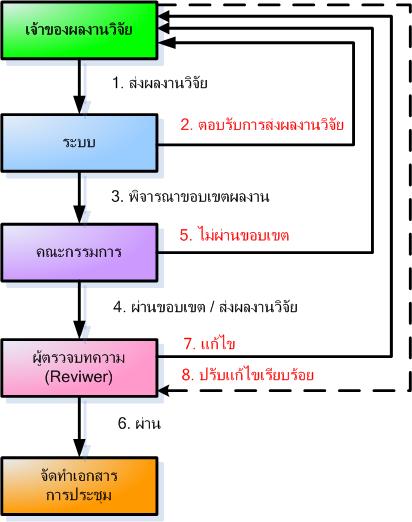 เจ้าของผลงานวิจัย
1. ส่งผลงานวิจัย
2. ตอบรับการส่งผลงานวิจัย
ระบบ
3. พิจารณาขอบเขตผลงาน
คณะกรรมการ
5. ไม่ผ่านขอบเขต
4. ผ่านขอบเขต / ส่งผลงานวิจัย
ผู้ตรวจบทความ
(Reviwer)
7. แก้ไข
8. ปรับแก้ไขเรียบร้อย
6. ผ่าน
จัดทำเอกสาร
การประชุม